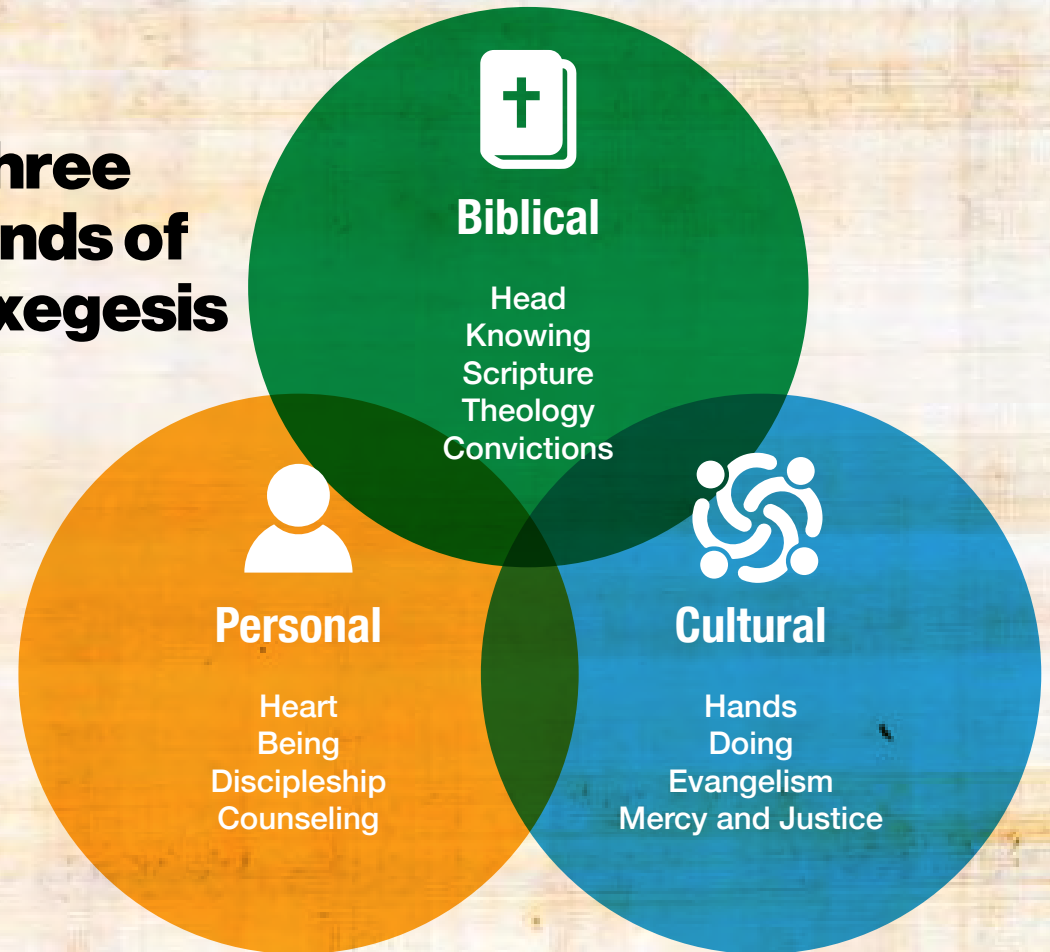 hree
nds of
xegesis
Biblical
Head
Knowing
Scripture
Theology
Convictions
Personal
Heart
Being
Discipleship
Counseling
Cultural
Hands
Doing
Evangelism
Mercy and Justice